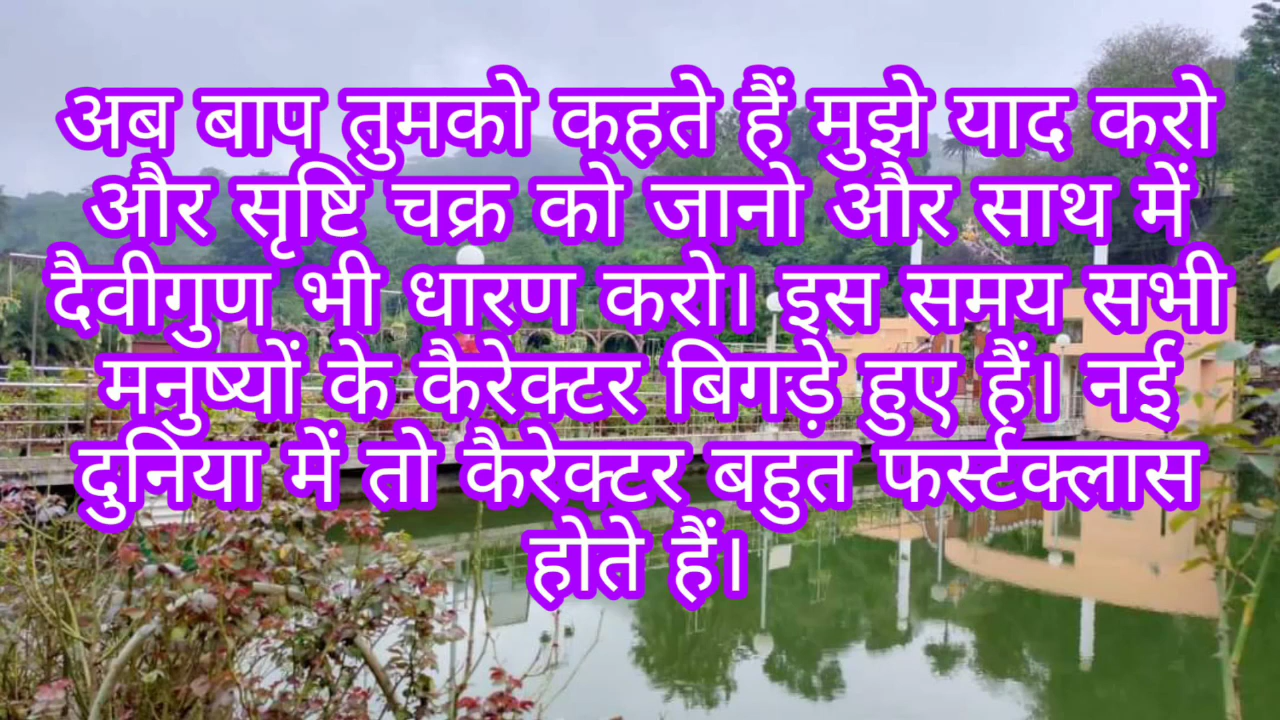 अब बाप तुमको कहते हैं मुझे याद करो
और सृष्टि चक्र को जानो और साथ में
दैवीगुण भी धारण करो। इस समय सभी
मनुष्यों के कैरेक्टर बिगड़े हुए हैं। नई
दुनिया में तो कैरेक्टर बहुत फर्स्टक्लास
होते हैं।